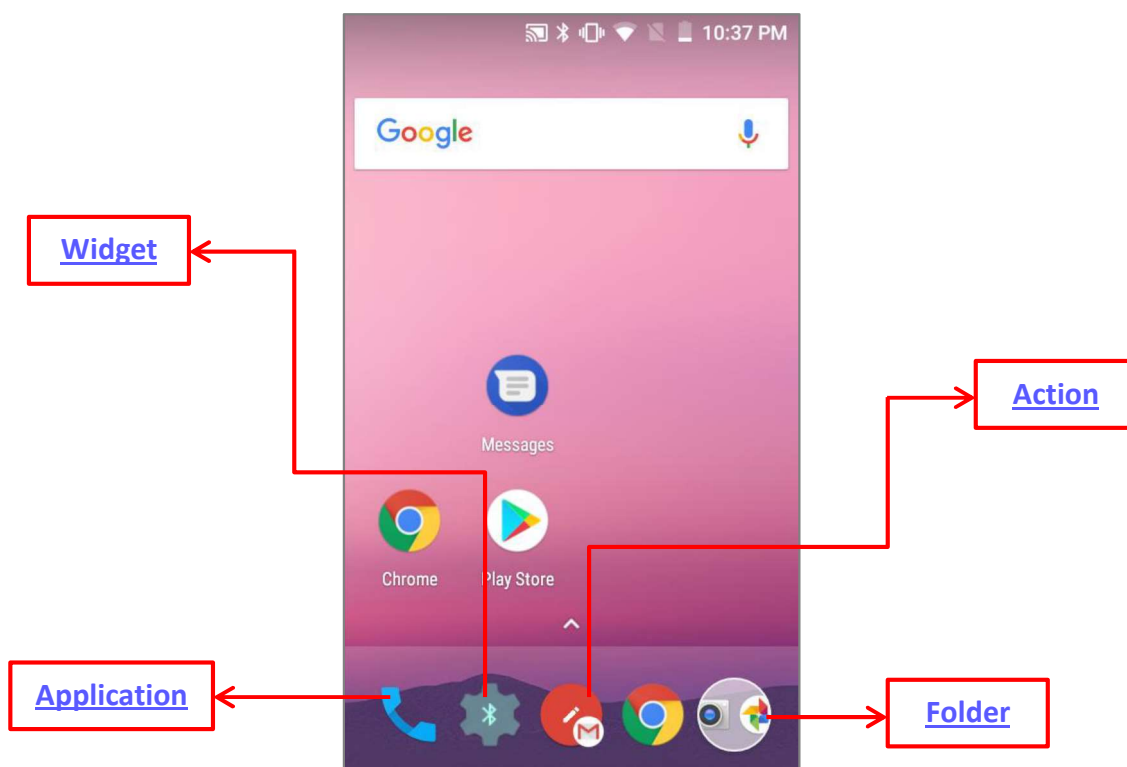 10:37 PM
Google
Widget
Action
Messages
Chrome
Play Store
Application
Folder